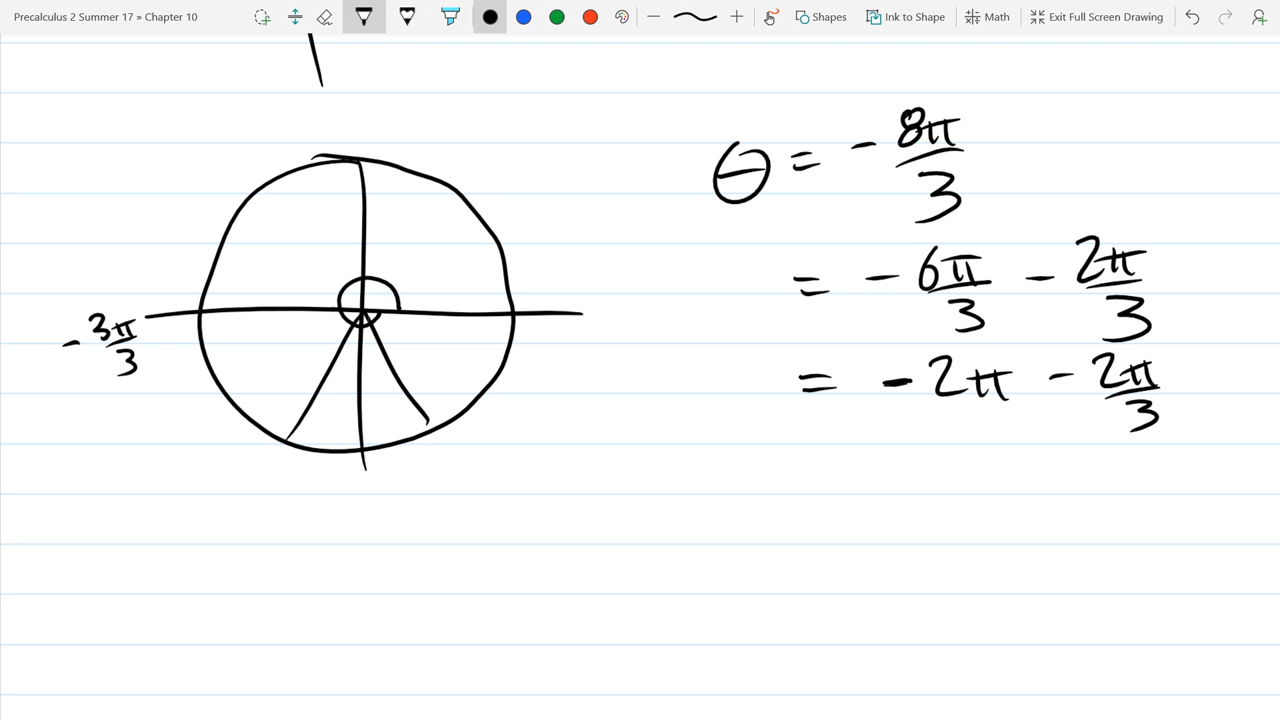 Precalculus 2 Summer 17 » Chapter 10
Shapes
Ink to Shape
Math
Exit Full Screen Drawing
θ = - 8π/3
= - 6π/3 - 2π/3
- 3π/3
= - 2π - 2π/3